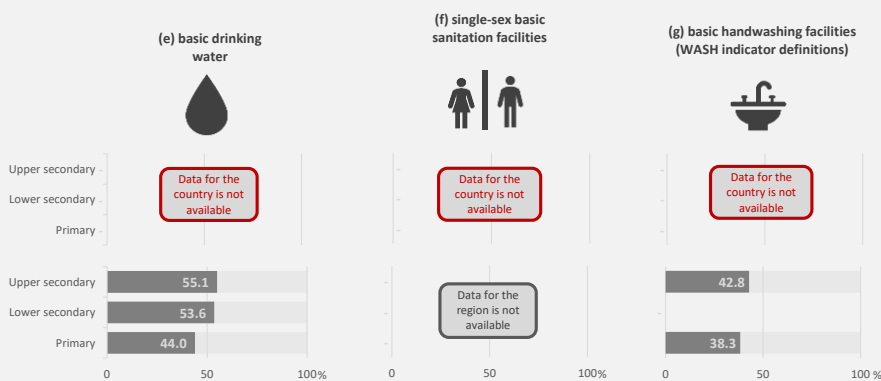 (e) basic drinking
water
(f) single-sex basic
sanitation facilities
(g) basic handwashing facilities
(WASH indicator definitions)
Upper secondary
Lower secondary
Primary
Data for the
country is not
available
Data for the
country is not
available
Data for the
country is not
available
Upper secondary
Lower secondary
Primary
55.1
53.6
44.0
Data for the
region is not
available
42.8
38.3
0 50 100%
0 50 100%
0 50 100 %